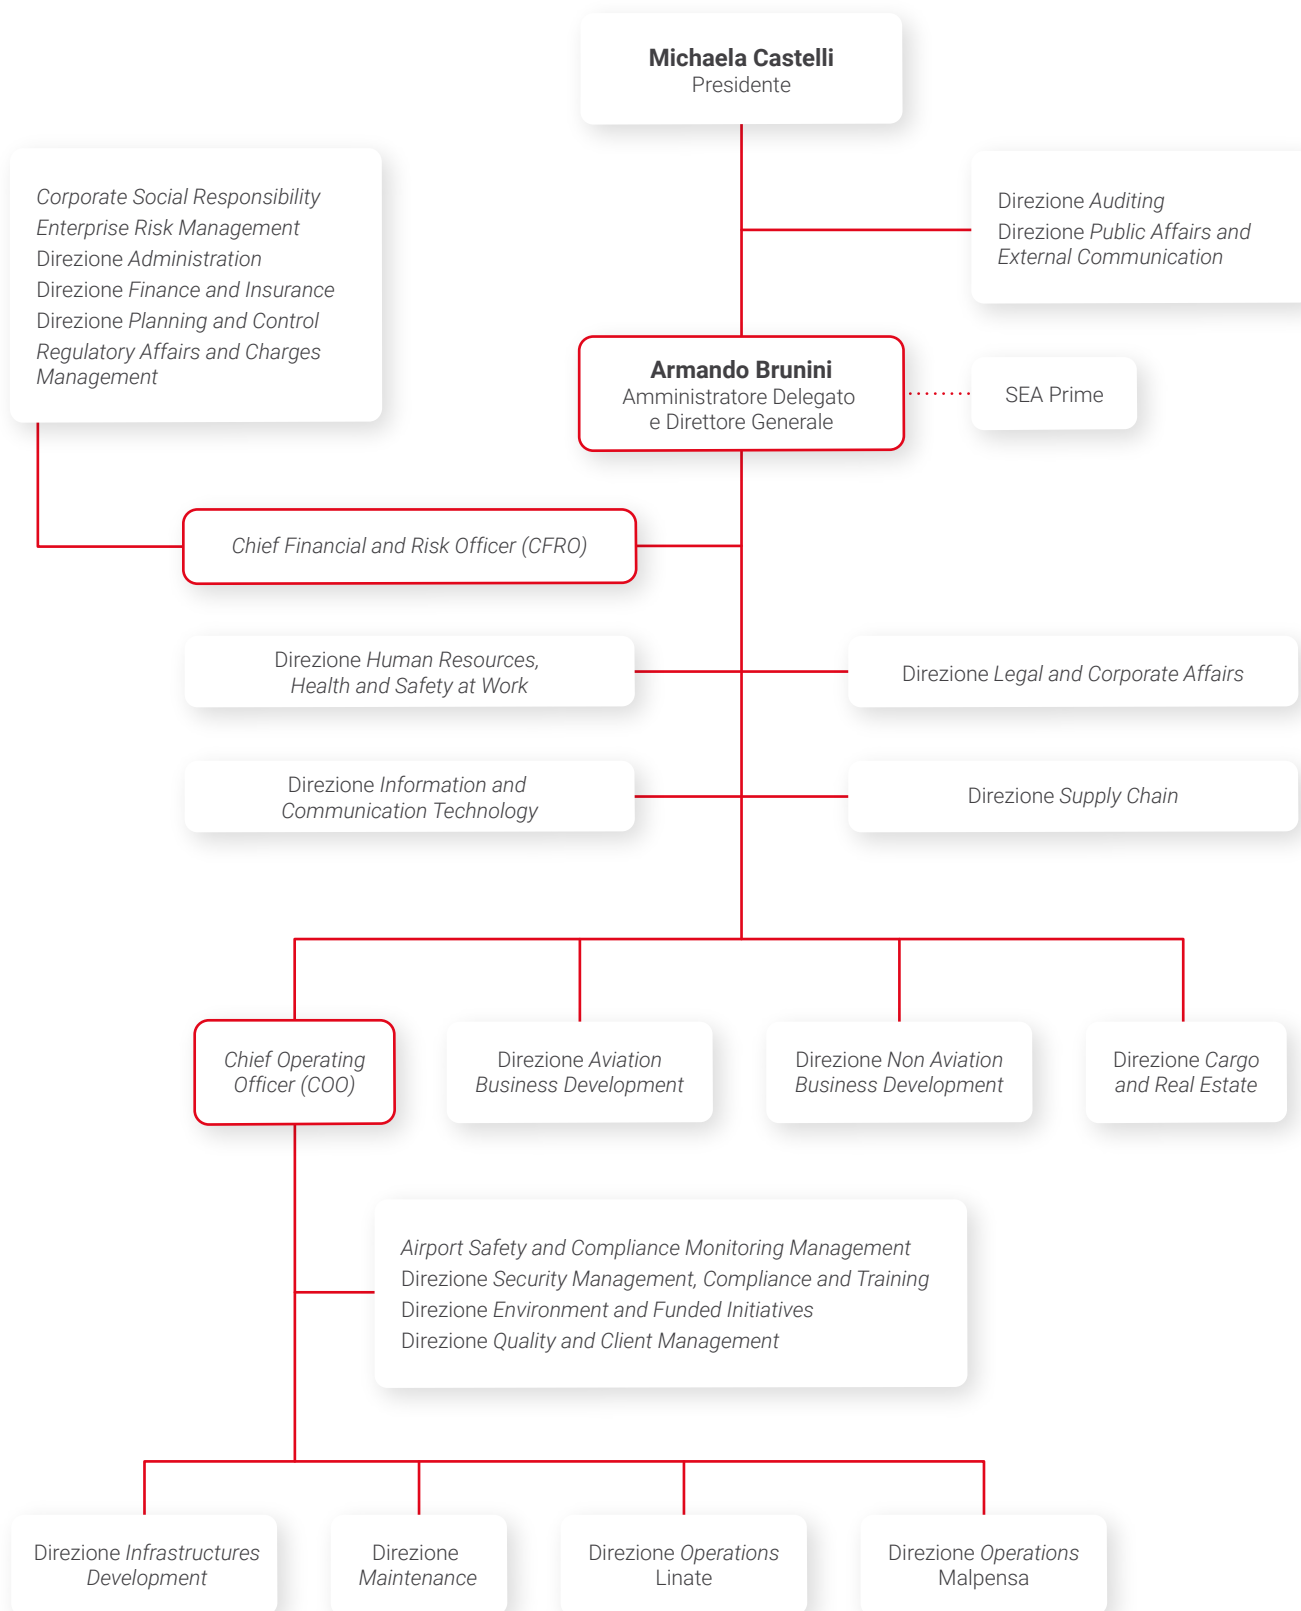 Michaela Castelli
Presidente
Corporate Social Responsibility
Enterprise Risk Management
Direzione Administration
Direzione Finance and Insurance
Direzione Planning and Control
Regulatory Affairs and Charges
Management
Direzione Auditing
Direzione Public Affairs and
External Communication
Armando Brunini
Amministratore Delegato
e Direttore Generale
SEA Prime
Chief Financial and Risk Officer (CFRO)
Direzione Human Resources,
Health and Safety at Work
Direzione Legal and Corporate Affairs
Direzione Information and
Communication Technology
Direzione Supply Chain
Chief Operating
Officer (COO)
Direzione Aviation
Business Development
Direzione Non Aviation
Business Development
Direzione Cargo
and Real Estate
Airport Safety and Compliance Monitoring Management
Direzione Security Management, Compliance and Training
Direzione Environment and Funded Initiatives
Direzione Quality and Client Management
Direzione Infrastructures
Development
Direzione
Maintenance
Direzione Operations
Linate
Direzione Operations
Malpensa